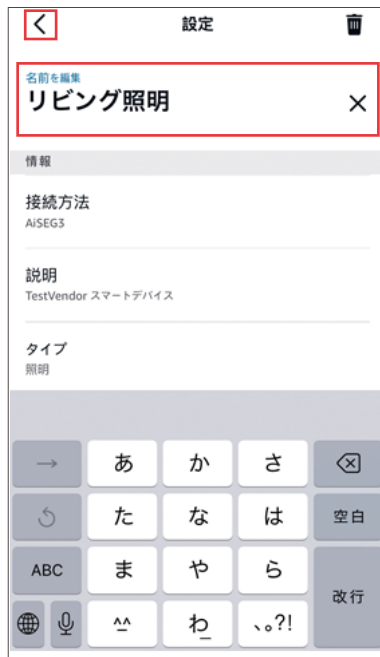 設定
名前を編集
リビング照明
情報
接続方法
AiSEG3
説明
TestVendor スマートデバイス
タイプ
照明
→ あ か さ
た な は 空白
ABC ま や ら 改行
^^ わ_ 、。?!